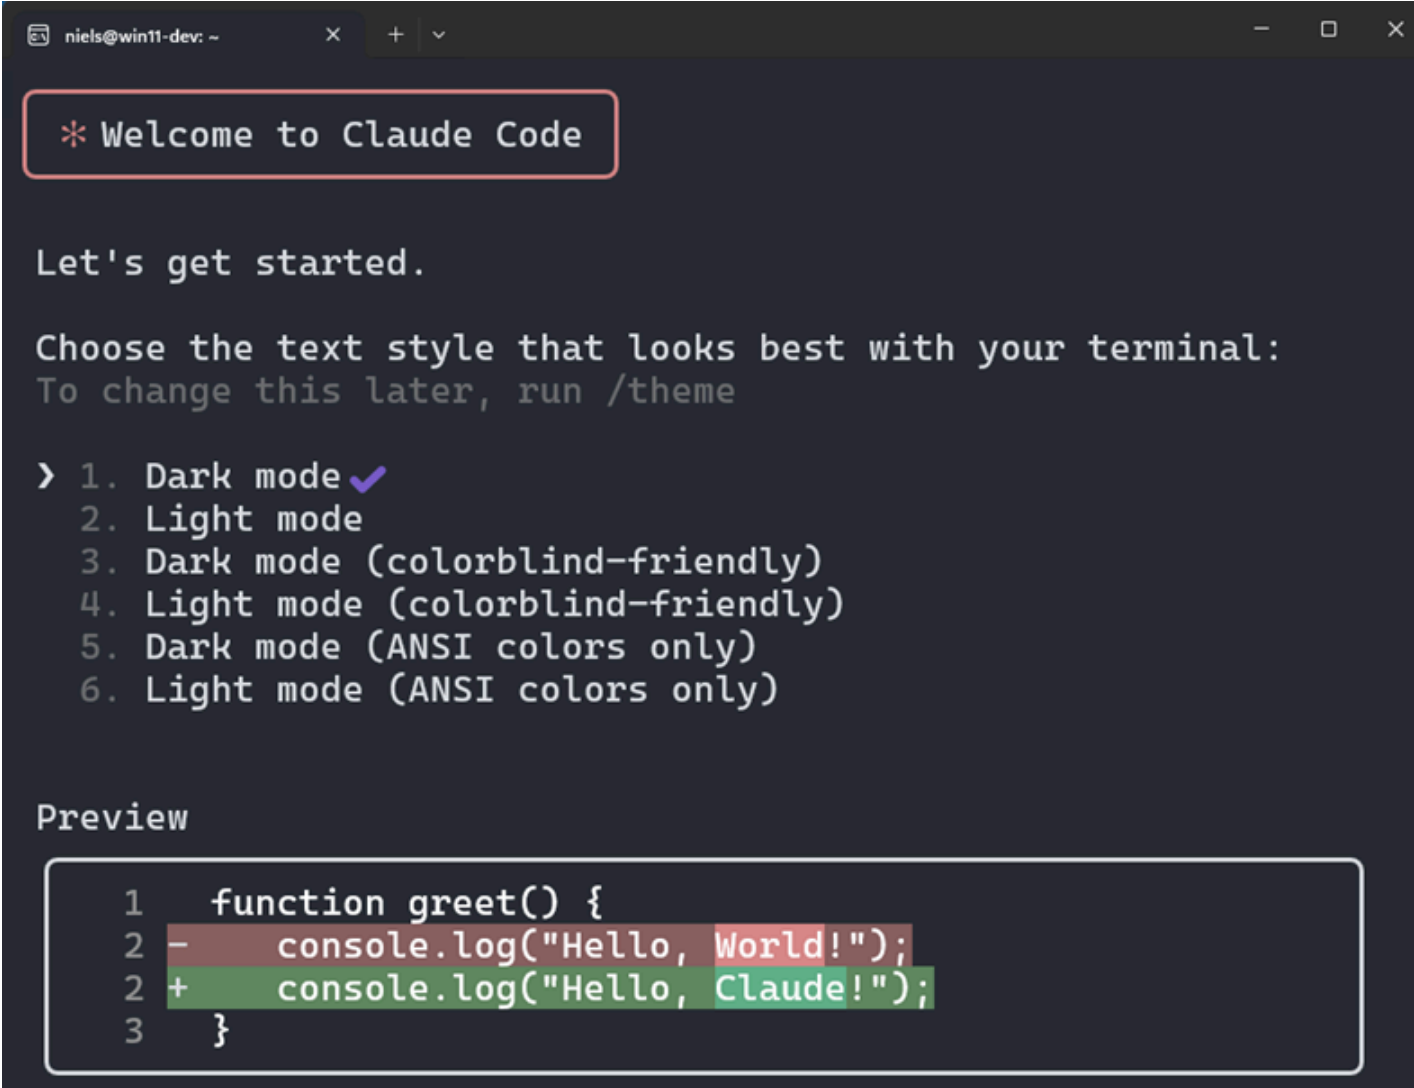 niels@win11-dev: ~
* Welcome to Claude Code
Let's get started.
Choose the text style that looks best with your terminal:
To change this later, run /theme
❯ 1. Dark mode ✔
2. Light mode
3. Dark mode (colorblind-friendly)
4. Light mode (colorblind-friendly)
5. Dark mode (ANSI colors only)
6. Light mode (ANSI colors only)
Preview
1 function greet() {
2 - console.log("Hello, World!");
2 + console.log("Hello, Claude!");
3 }